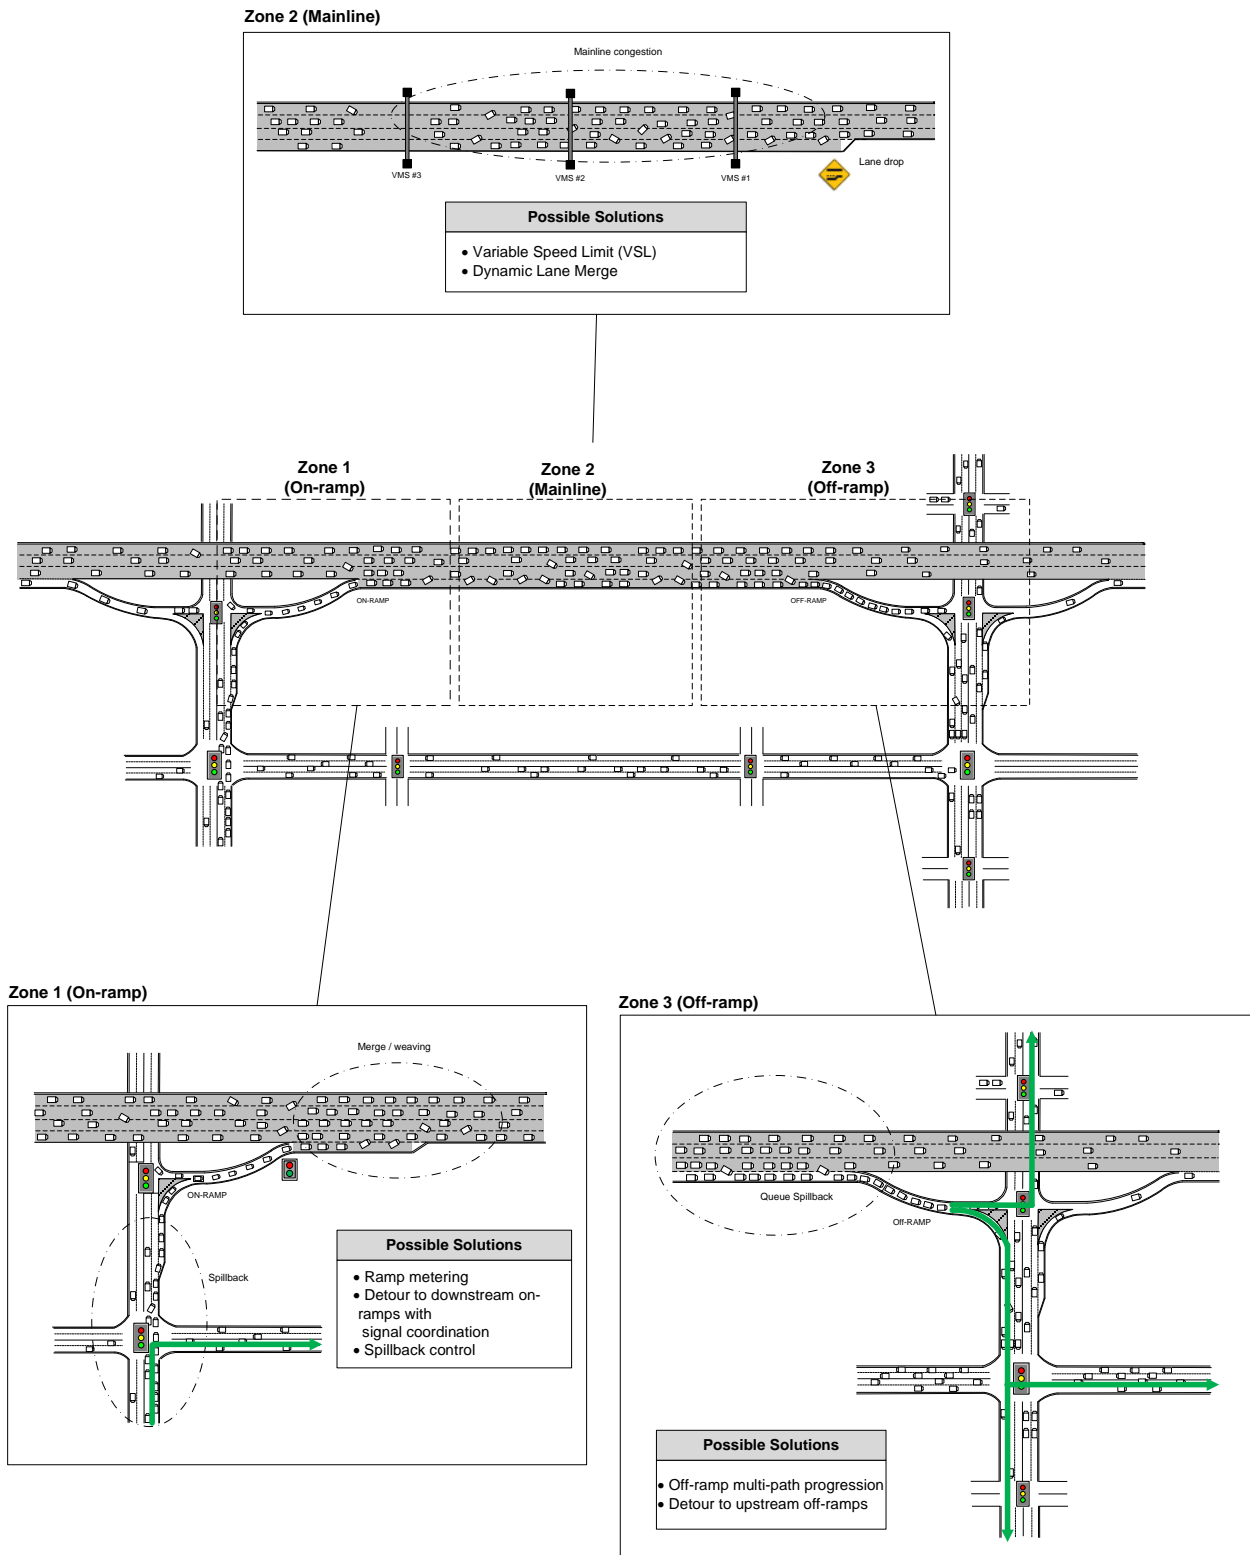 Zone 2 (Mainline)
Mainline congestion
VMS #3
VMS #2
VMS #1
Lane drop
Possible Solutions
• Variable Speed Limit (VSL)
• Dynamic Lane Merge
Zone 1
(On-ramp)
Zone 2
(Mainline)
Zone 3
(Off-ramp)
ON-RAMP
OFF-RAMP
Zone 1 (On-ramp)
Merge / weaving
ON-RAMP
Spillback
Possible Solutions
• Ramp metering
• Detour to downstream on-
ramps with
signal coordination
• Spillback control
Zone 3 (Off-ramp)
Queue Spillback
Off-RAMP
Possible Solutions
• Off-ramp multi-path progression
• Detour to upstream off-ramps